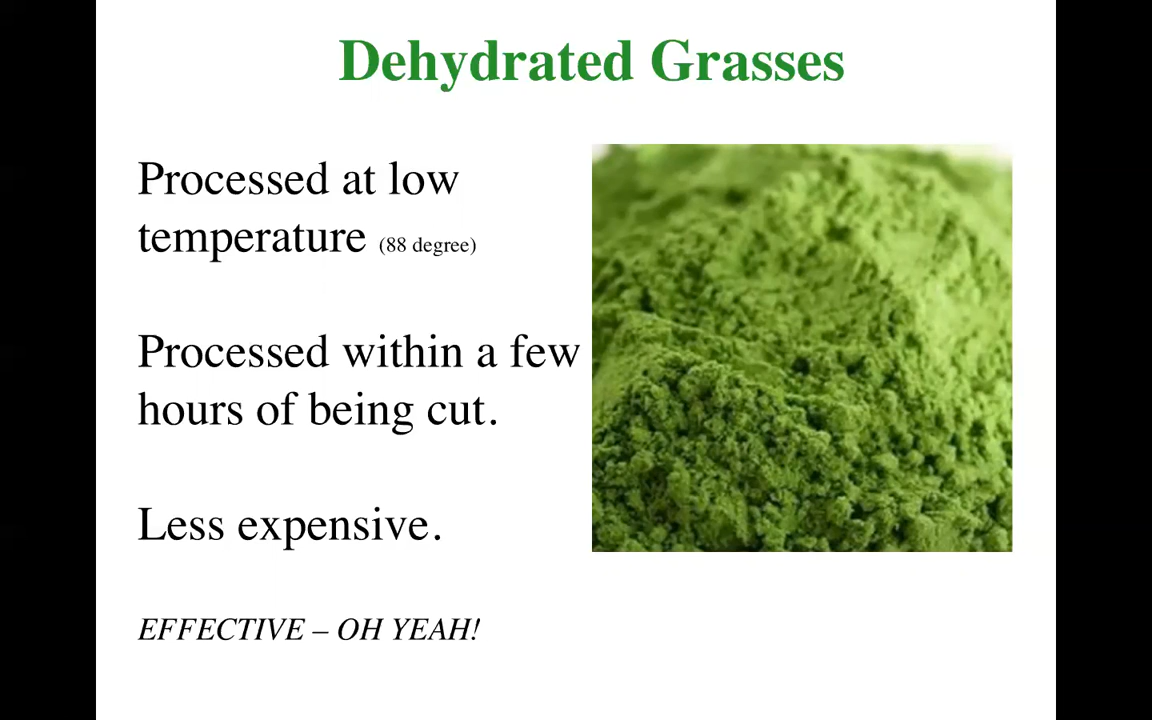 Dehydrated Grasses
Processed at low
temperature (88 degree)
Processed within a few
hours of being cut.
Less expensive.
EFFECTIVE – OH YEAH!